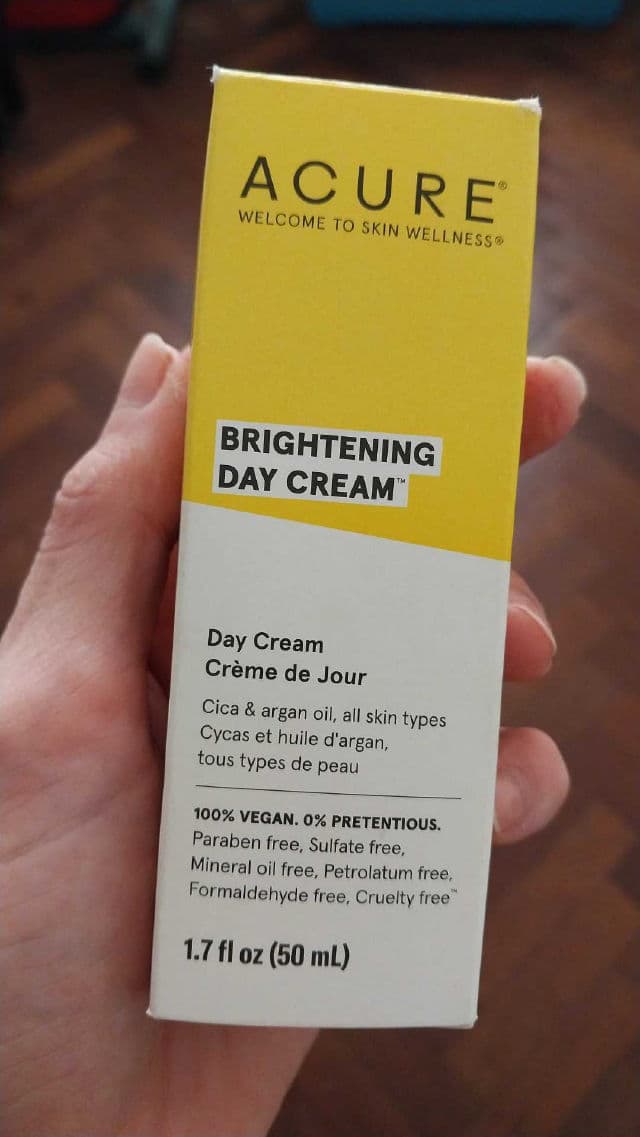 ACURE®
WELCOME TO SKIN WELLNESS®
BRIGHTENING
DAY CREAM™
Day Cream
Crème de Jour
Cica & argan oil, all skin types
Cycas et huile d'argan,
tous types de peau
100% VEGAN. 0% PRETENTIOUS.
Paraben free, Sulfate free,
Mineral oil free, Petrolatum free,
Formaldehyde free, Cruelty free™
1.7 fl oz (50 mL)